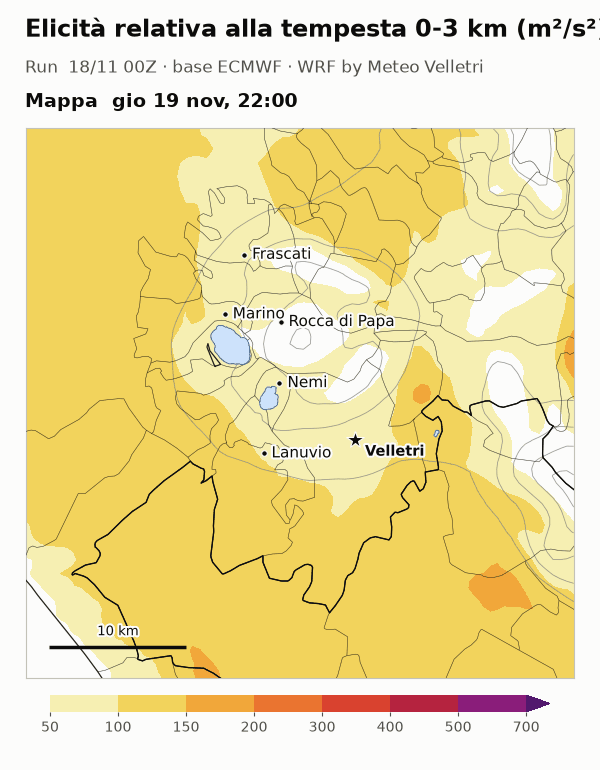 Elicità relativa alla tempesta 0-3 km (m²/s²)
Run 18/11 00Z · base ECMWF · WRF by Meteo Velletri
Mappa gio 19 nov, 22:00
Frascati
Marino
Rocca di Papa
Nemi
Velletri
Lanuvio
10 km
50 100 150 200 300 400 500 700